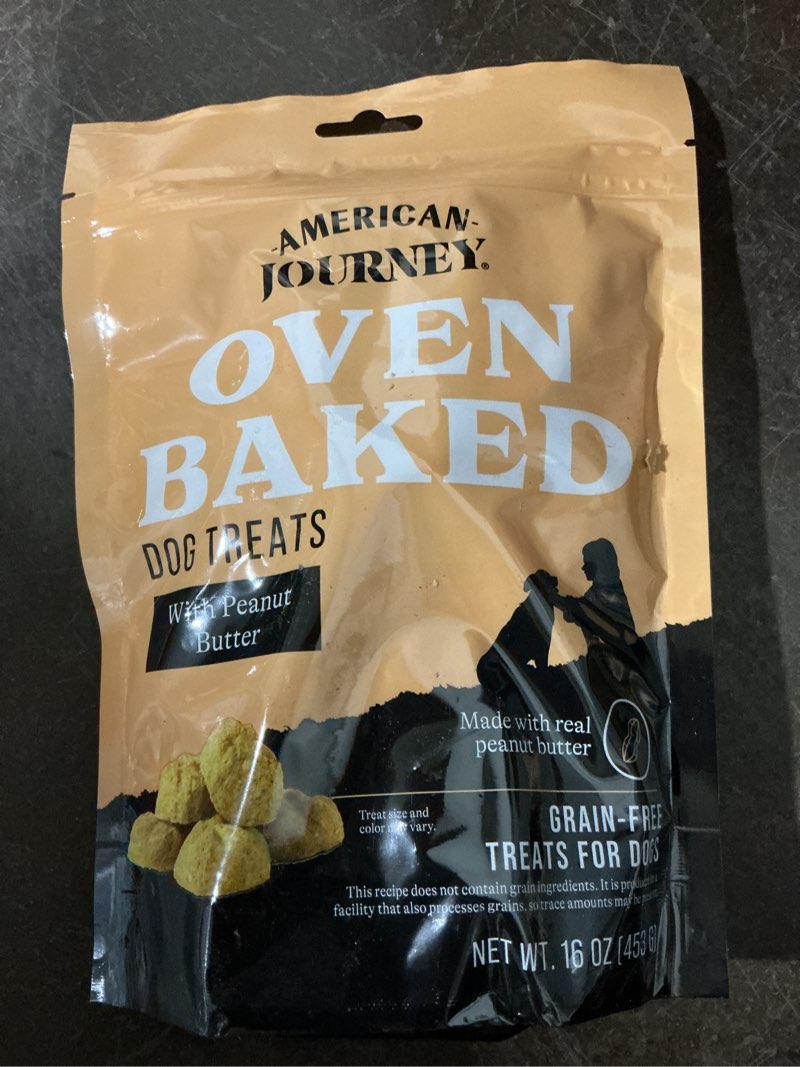 -AMERICAN-
JOURNEY®
OVEN
BAKED
DOG TREATS
With Peanut
Butter
Made with real
peanut butter
Treat size and
color may vary.
GRAIN-FREE
TREATS FOR DOGS
This recipe does not contain grain ingredients. It is produced in a
facility that also processes grains, so trace amounts may be
NET WT. 16 OZ (453 G)